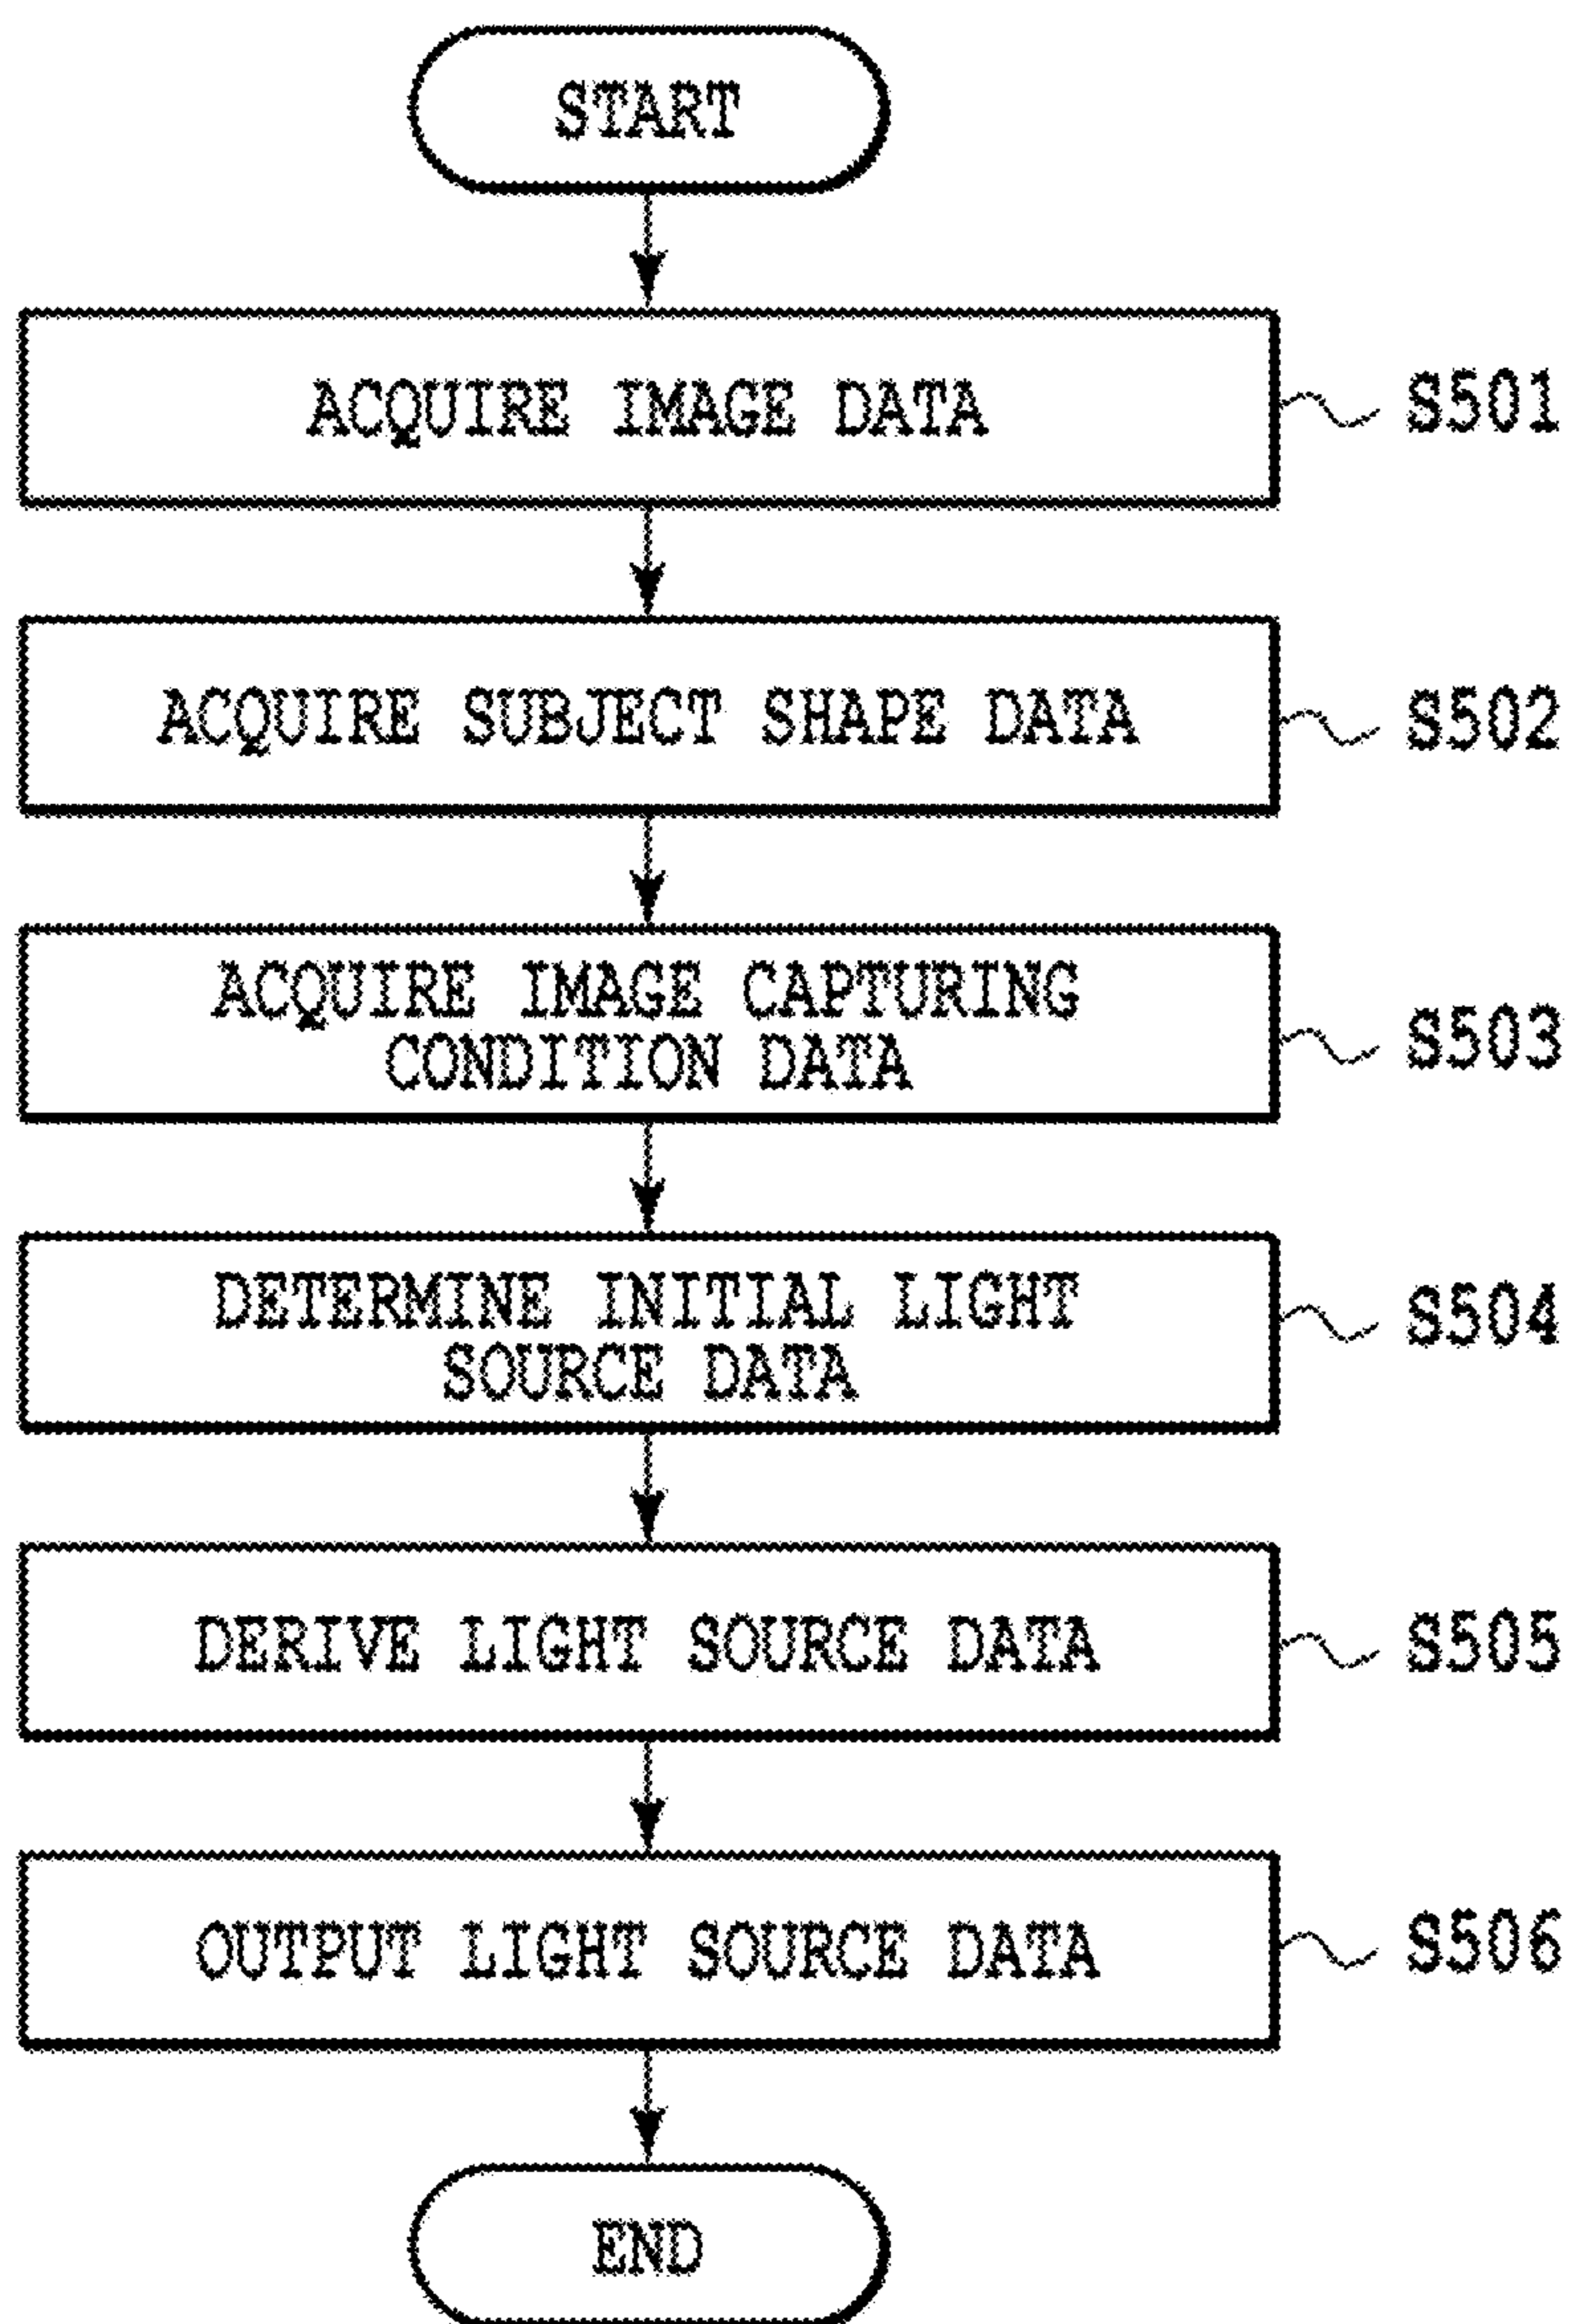 START
ACQUIRE IMAGE DATA
S501
ACQUIRE SUBJECT SHAPE DATA
S502
ACQUIRE IMAGE CAPTURING
CONDITION DATA
S503
DETERMINE INITIAL LIGHT
SOURCE DATA
S504
DERIVE LIGHT SOURCE DATA
S505
OUTPUT LIGHT SOURCE DATA
S506
END